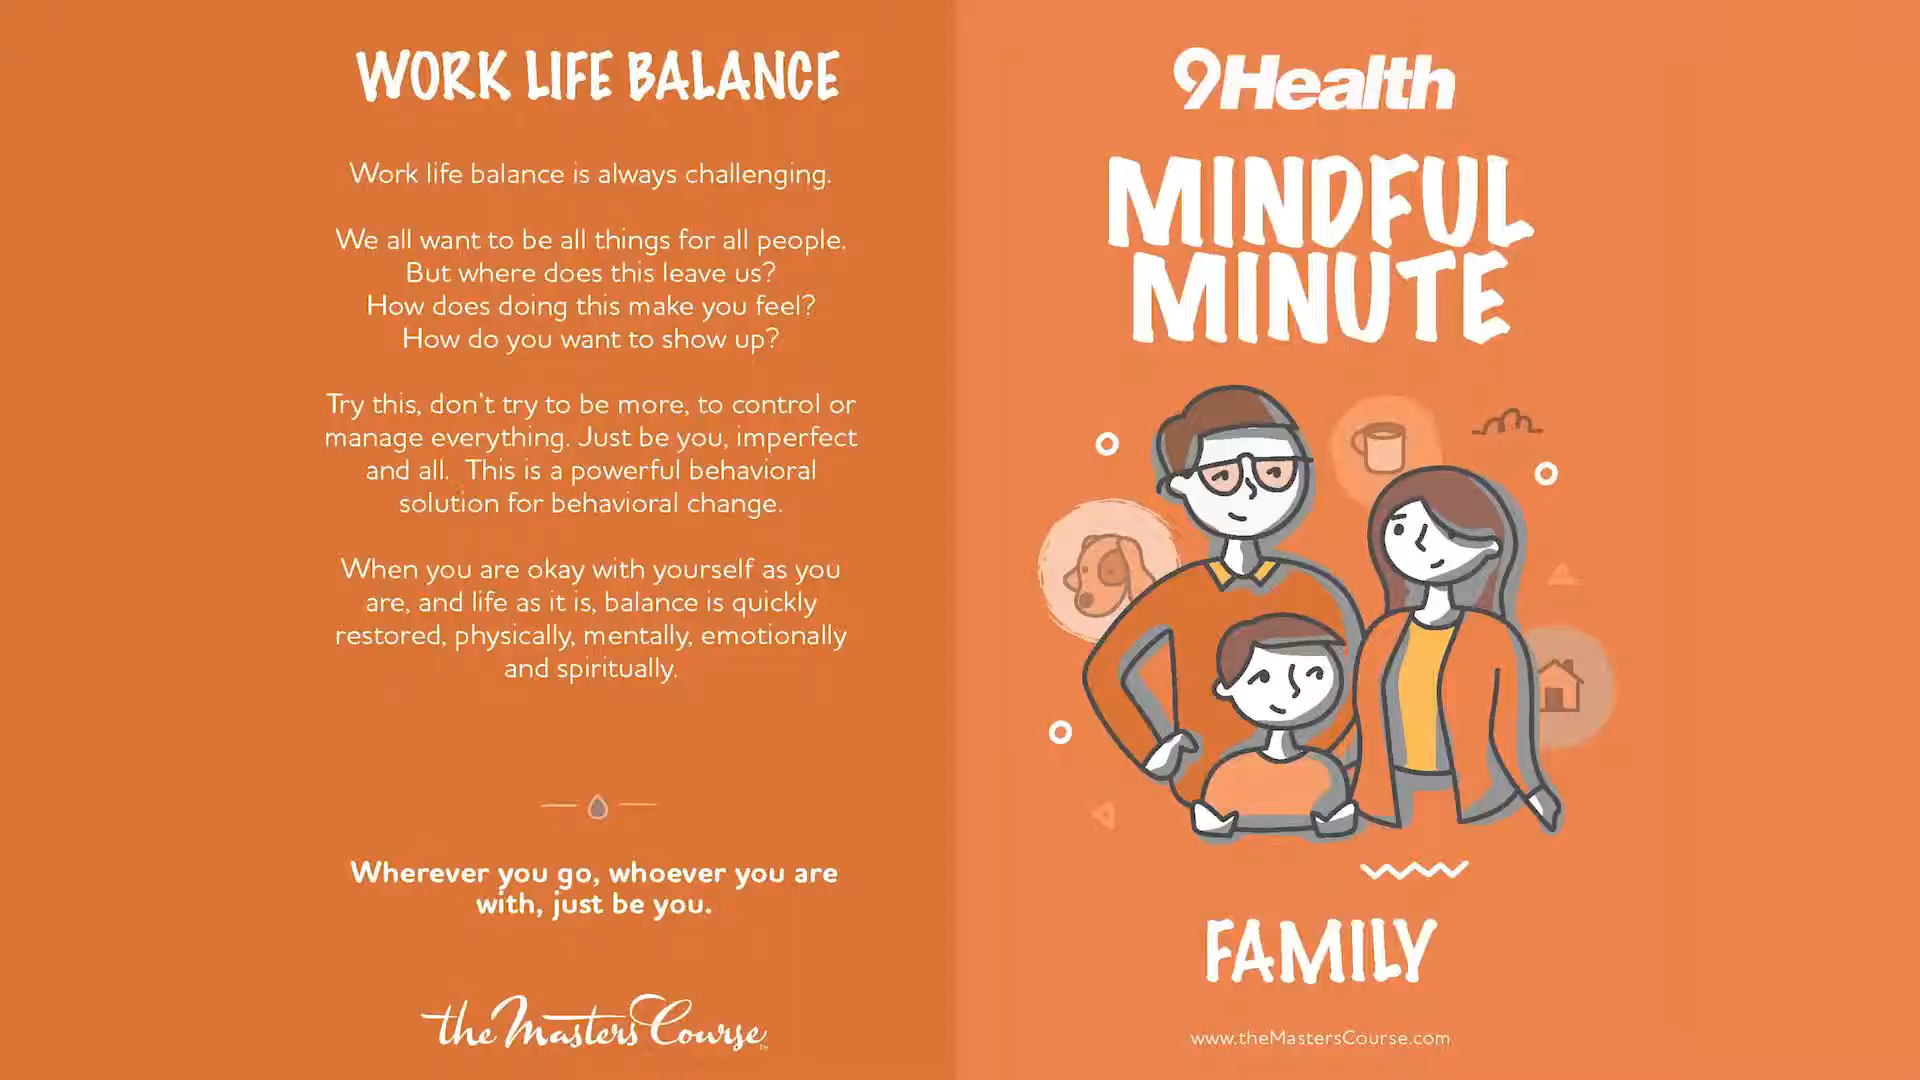 WORK LIFE BALANCE
Work life balance is always challenging.
We all want to be all things for all people.
But where does this leave us?
How does doing this make you feel?
How do you want to show up?
Try this, don't try to be more, to control or
manage everything. Just be you, imperfect
and all.  This is a powerful behavioral
solution for behavioral change.
When you are okay with yourself as you
are, and life as it is, balance is quickly
restored, physically, mentally, emotionally
and spiritually.
Wherever you go, whoever you are
with, just be you.
the Masters Course™
9Health
MINDFUL
MINUTE
FAMILY
www.theMastersCourse.com